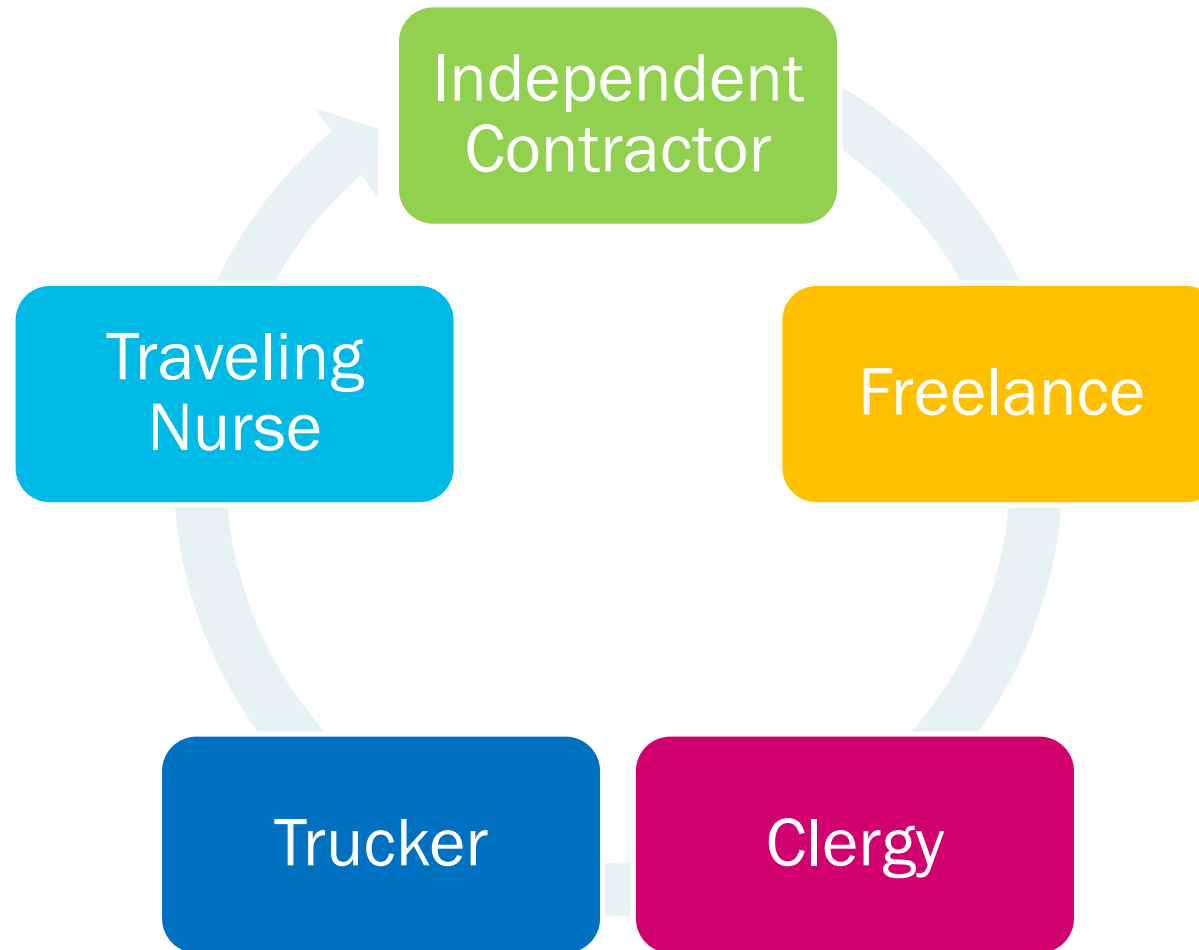 Independent
Contractor
Freelance
Clergy
Trucker
Traveling
Nurse